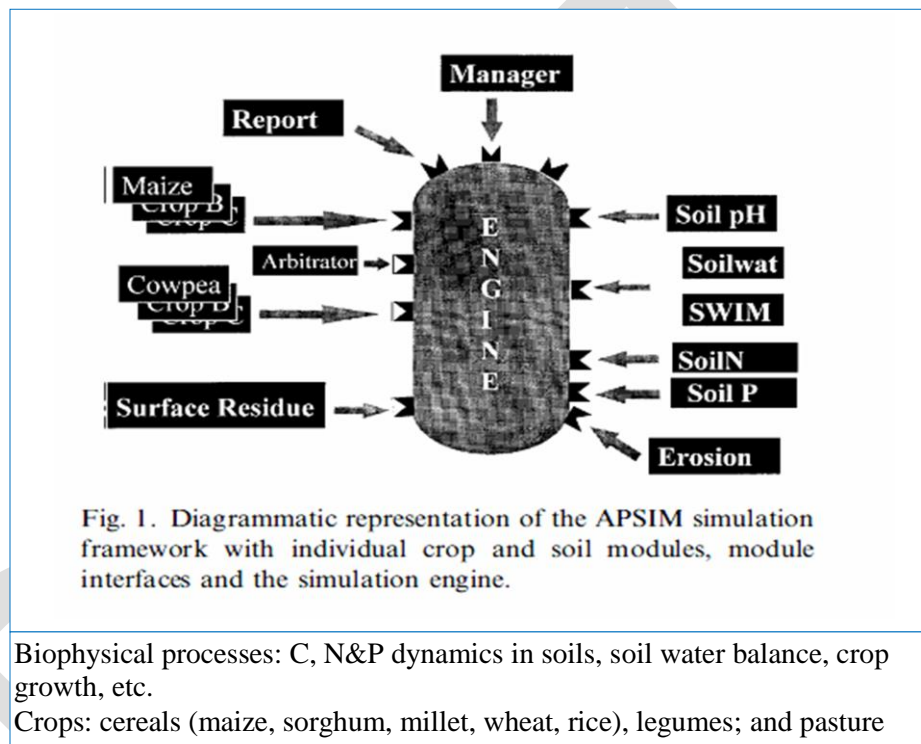 Manager
Report
Maize
Crop B
Crop C
Arbitrator
Cowpea
Crop B
Crop C
Surface Residue
ENGINE
Soil pH
Soilwat
SWIM
SoilN
Soil P
Erosion
Fig. 1. Diagrammatic representation of the APSIM simulation
framework with individual crop and soil modules, module
interfaces and the simulation engine.
Biophysical processes: C, N&P dynamics in soils, soil water balance, crop
growth, etc.
Crops: cereals (maize, sorghum, millet, wheat, rice), legumes; and pasture